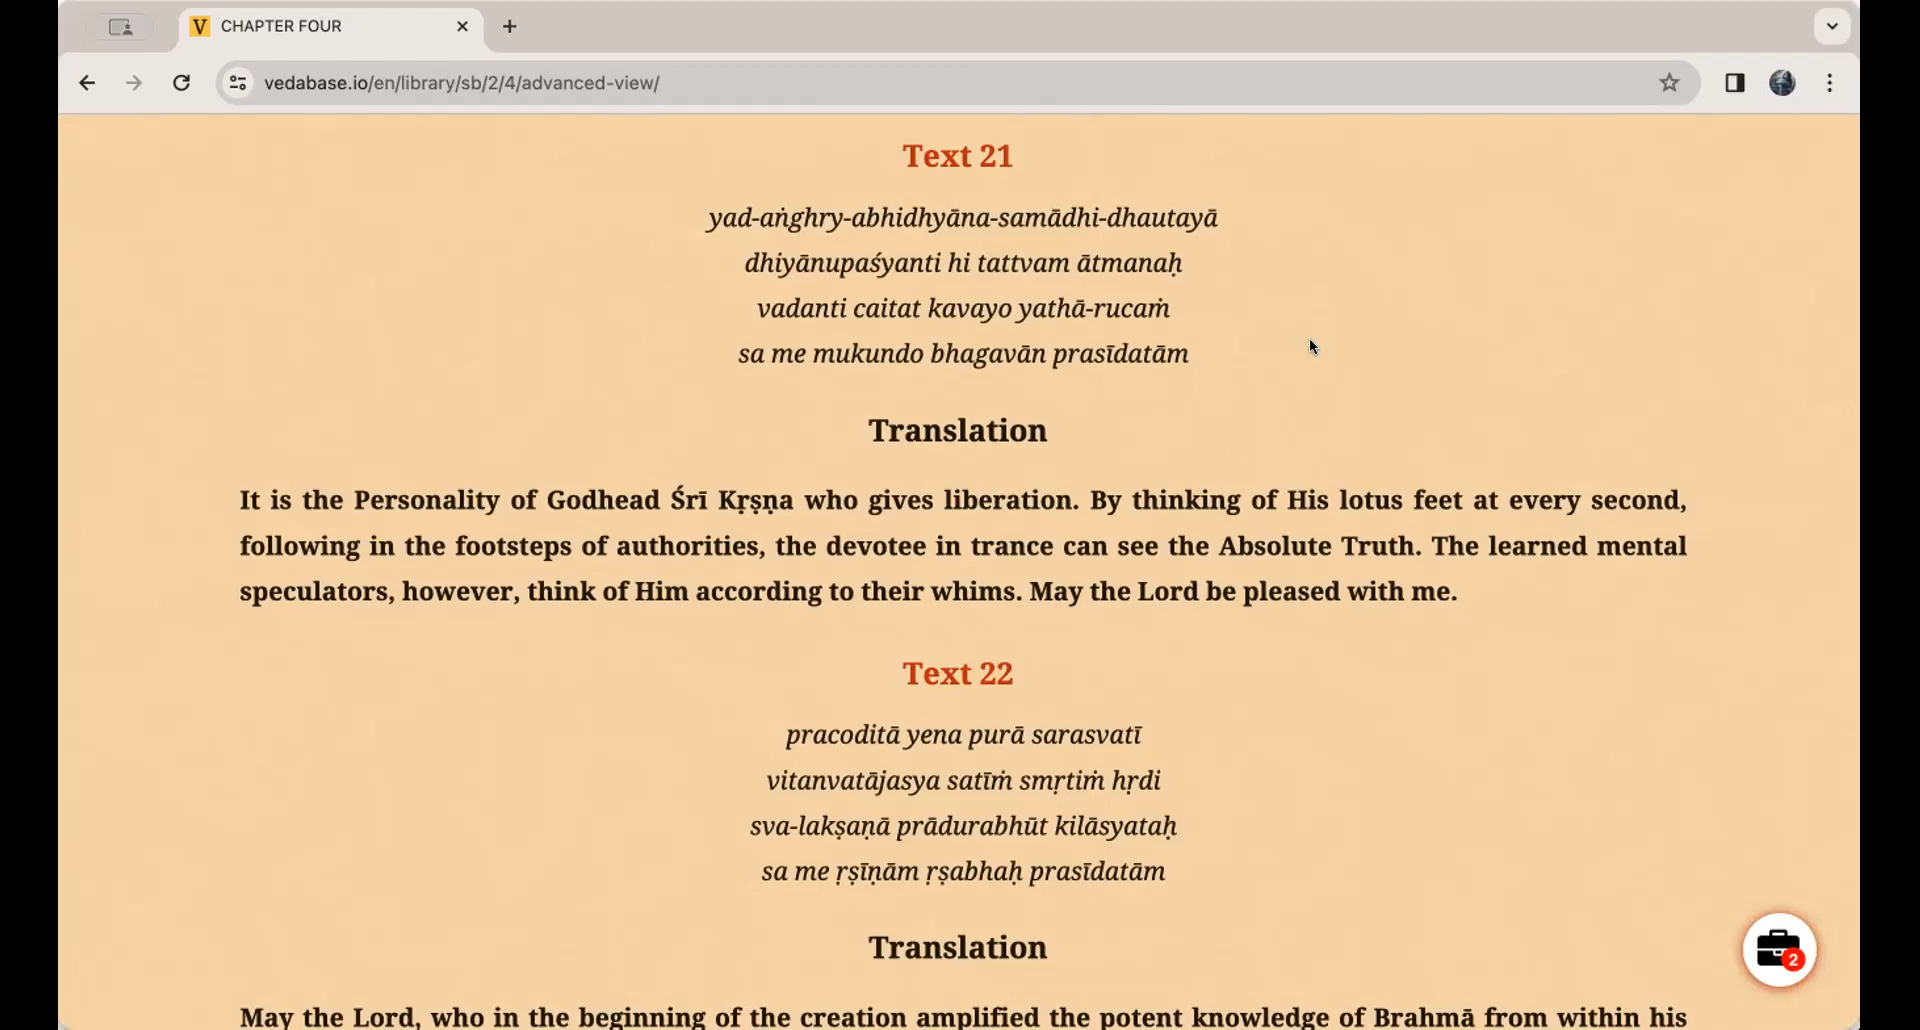 CHAPTER FOUR
vedabase.io/en/library/sb/2/4/advanced-view/
Text 21
yad-aṅghry-abhidhyāna-samādhi-dhautayā
dhiyānupaśyanti hi tattvam ātmanaḥ
vadanti caitat kavayo yathā-rucaṁ
sa me mukundo bhagavān prasīdatām
Translation
It is the Personality of Godhead Śrī Kṛṣṇa who gives liberation. By thinking of His lotus feet at every second,
following in the footsteps of authorities, the devotee in trance can see the Absolute Truth. The learned mental
speculators, however, think of Him according to their whims. May the Lord be pleased with me.
Text 22
pracoditā yena purā sarasvatī
vitanvatājasya satīṁ smṛtiṁ hṛdi
sva-lakṣaṇā prādurabhūt kilāsyataḥ
sa me ṛṣīṇām ṛṣabhaḥ prasīdatām
Translation
May the Lord, who in the beginning of the creation amplified the potent knowledge of Brahmā from within his
2